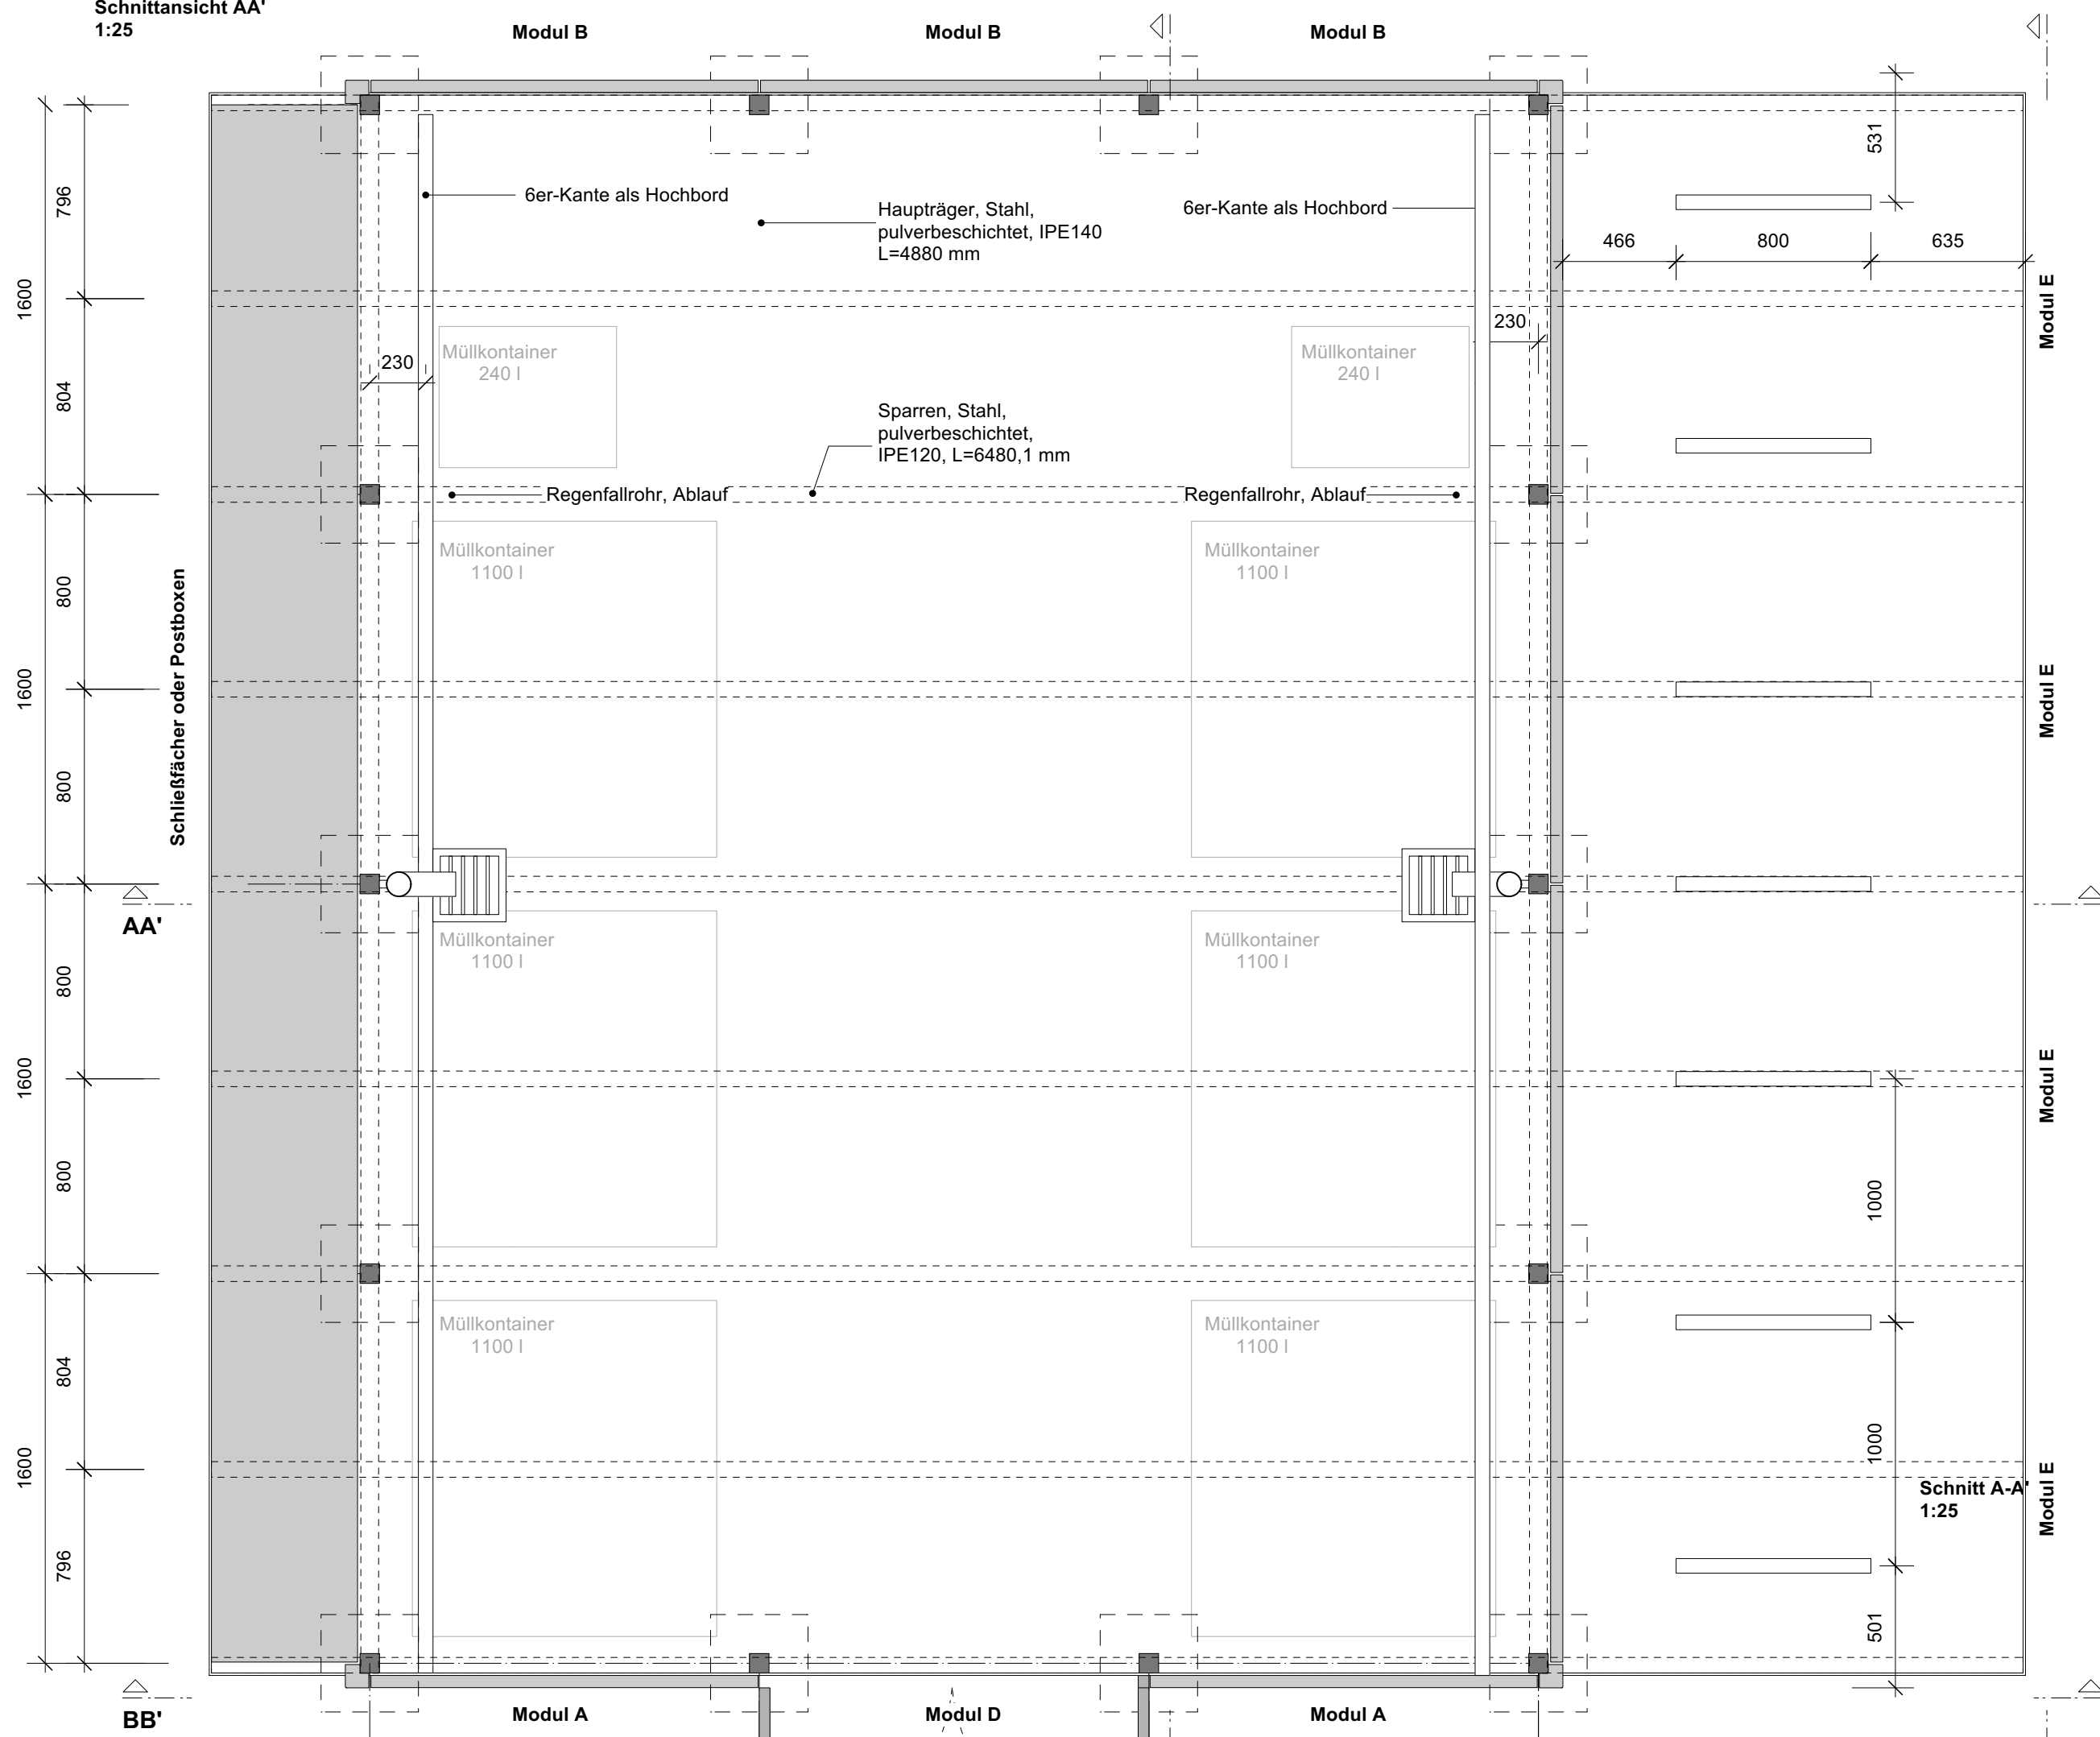 Schnittansicht AA'
1:25
Modul B
Modul B
Modul B
531
796
6er-Kante als Hochbord
Hauptträger, Stahl,
pulverbeschichtet, IPE140
L=4880 mm
6er-Kante als Hochbord
466
800
635
1600
Modul E
230
230
Müllkontainer
240 l
Müllkontainer
240 l
804
Sparren, Stahl,
pulverbeschichtet,
IPE120, L=6480,1 mm
Regenfallrohr, Ablauf
Regenfallrohr, Ablauf
Müllkontainer
1100 l
Müllkontainer
1100 l
800
Schließfächer oder Postboxen
1600
Modul E
800
AA'
Müllkontainer
1100 l
Müllkontainer
1100 l
800
1600
Modul E
800
1000
Müllkontainer
1100 l
Müllkontainer
1100 l
804
1600
1000
Schnitt A-A'
1:25
Modul E
796
501
BB'
Modul A
Modul D
Modul A